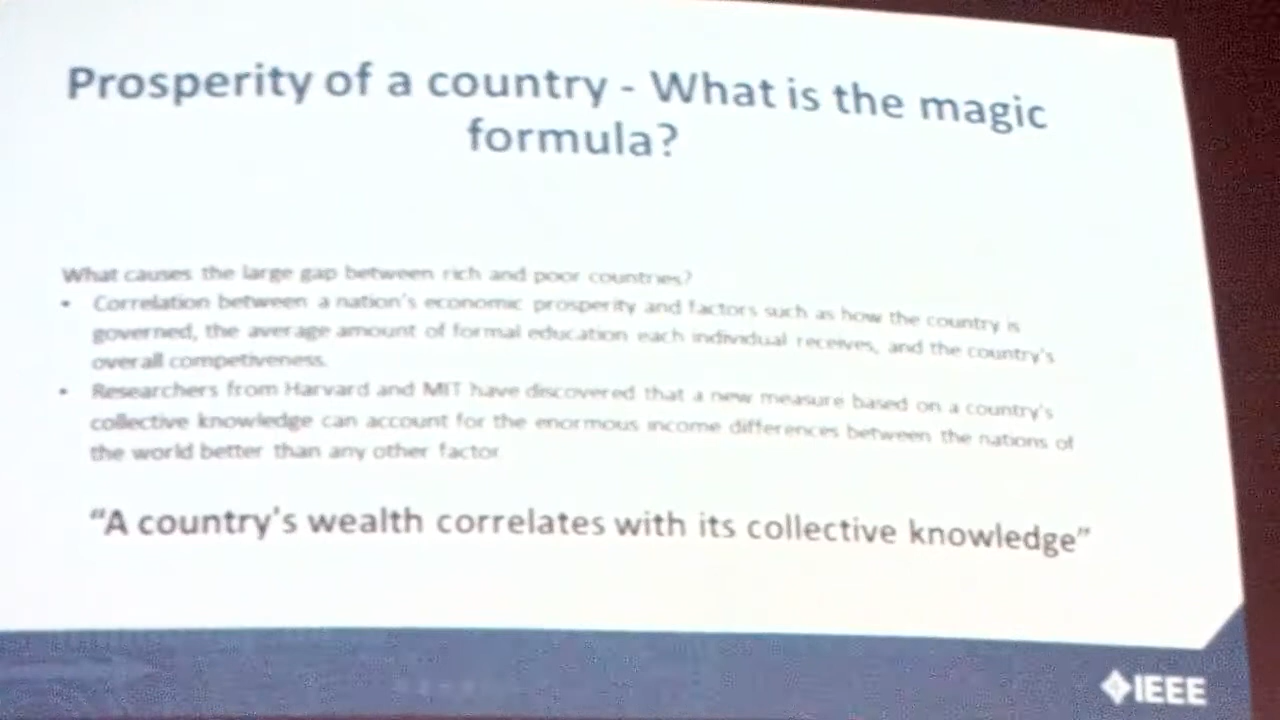 Prosperity of a country - What is the magic
formula?
What causes the large gap between rich and poor countries?
• Correlation between a nation's economic prosperity and factors such as how the country is
governed, the average amount of formal education each individual receives, and the country's
overall competiveness.
• Researchers from Harvard and MIT have discovered that a new measure based on a country's
collective knowledge can account for the enormous income differences between the nations of
the world better than any other factor
“A country's wealth correlates with its collective knowledge”
IEEE